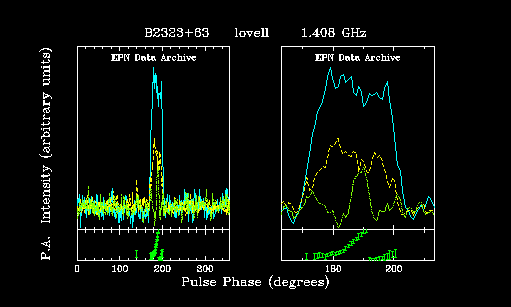 B2323+63 lovell 1.408 GHz
EPN Data Archive
EPN Data Archive
Intensity (arbitrary units)
P.A.
0 100 200 300
180 200
Pulse Phase (degrees)